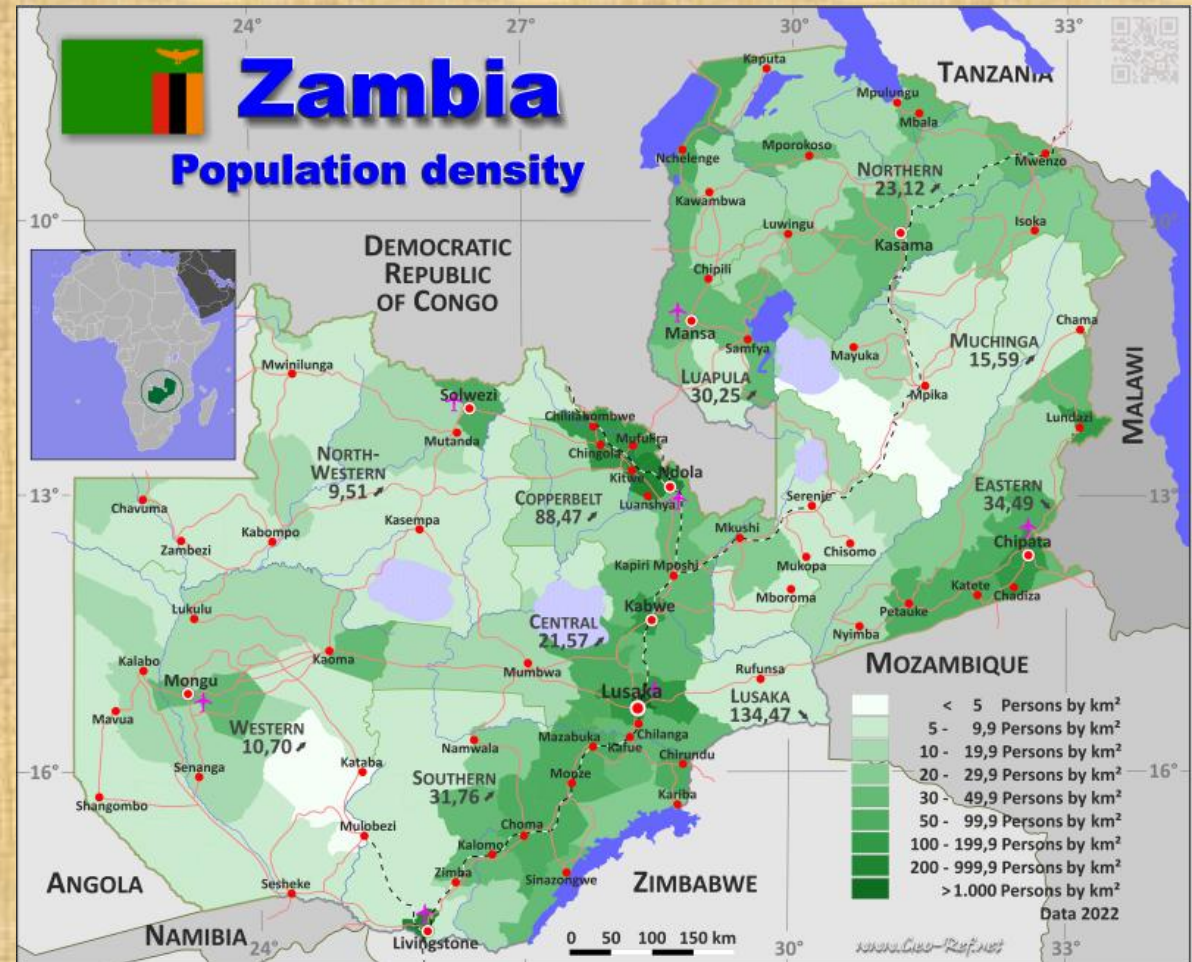 Zambia
Population density
24°
27°
30°
33°
TANZANIA
Kaputa
Mpulungu
Mbala
Nchelenge
Mporokoso
Mwenzo
NORTHERN
23,12
Kawambwa
10°
10°
Luwingu
Kasama
Isoka
DEMOCRATIC
REPUBLIC
OF CONGO
Chipili
Mansa
Samfya
Mayuka
MUCHINGA
15,59
Chama
LUAPULA
30,25
Mpika
MALAWI
Mwinilunga
Solwezi
Mutanda
Chililabombwe
Mufulira
Chingola
Kitwe
Ndola
Luanshya
Lundazi
NORTH-
WESTERN
9,51
COPPERBELT
88,47
EASTERN
34,49
13°
13°
Chavuma
Zambezi
Kabompo
Kasempa
Serenje
Mkushi
Chisomo
Mukopa
Chipata
Kapiri Mposhi
Mboroma
Katete
Chadiza
Petauke
Nyimba
Lukulu
Kabwe
CENTRAL
21,57
Kalabo
Mongu
Kaoma
Mumbwa
Rufunsa
MOZAMBIQUE
Mavua
Lusaka
LUSAKA
134,47
WESTERN
10,70
Namwala
Mazabuka
Kafue
Chilanga
Chirundu
Senanga
Kataba
SOUTHERN
31,76
Monze
Kariba
16°
Shangombo
Mulobezi
Choma
Kalomo
Zimba
Sinazongwe
ANGOLA
Sesheke
ZIMBABWE
NAMIBIA
Livingstone
24°
0 50 100 150 km
30°
33°
< 5 Persons by km²
5 - 9,9 Persons by km²
10 - 19,9 Persons by km²
20 - 29,9 Persons by km²
30 - 49,9 Persons by km²
50 - 99,9 Persons by km²
100 - 199,9 Persons by km²
200 - 999,9 Persons by km²
>1.000 Persons by km²
Data 2022
16°
www.Geo-Ref.net